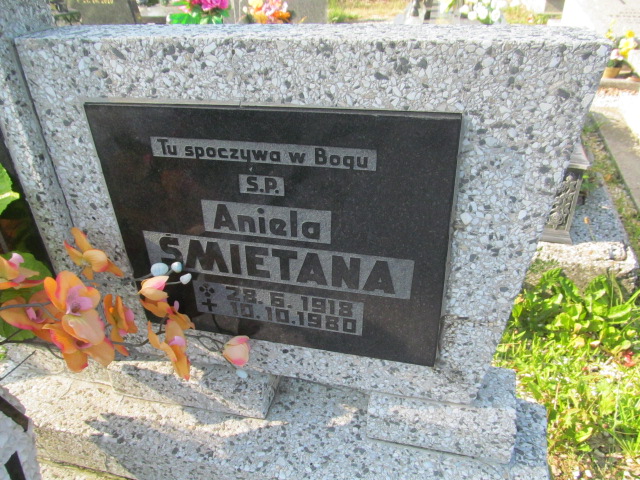 Tu spoczywa w Bogu
Ś.P.
Aniela
ŚMIETANA
* 28.6.1918
† 10.10.1980